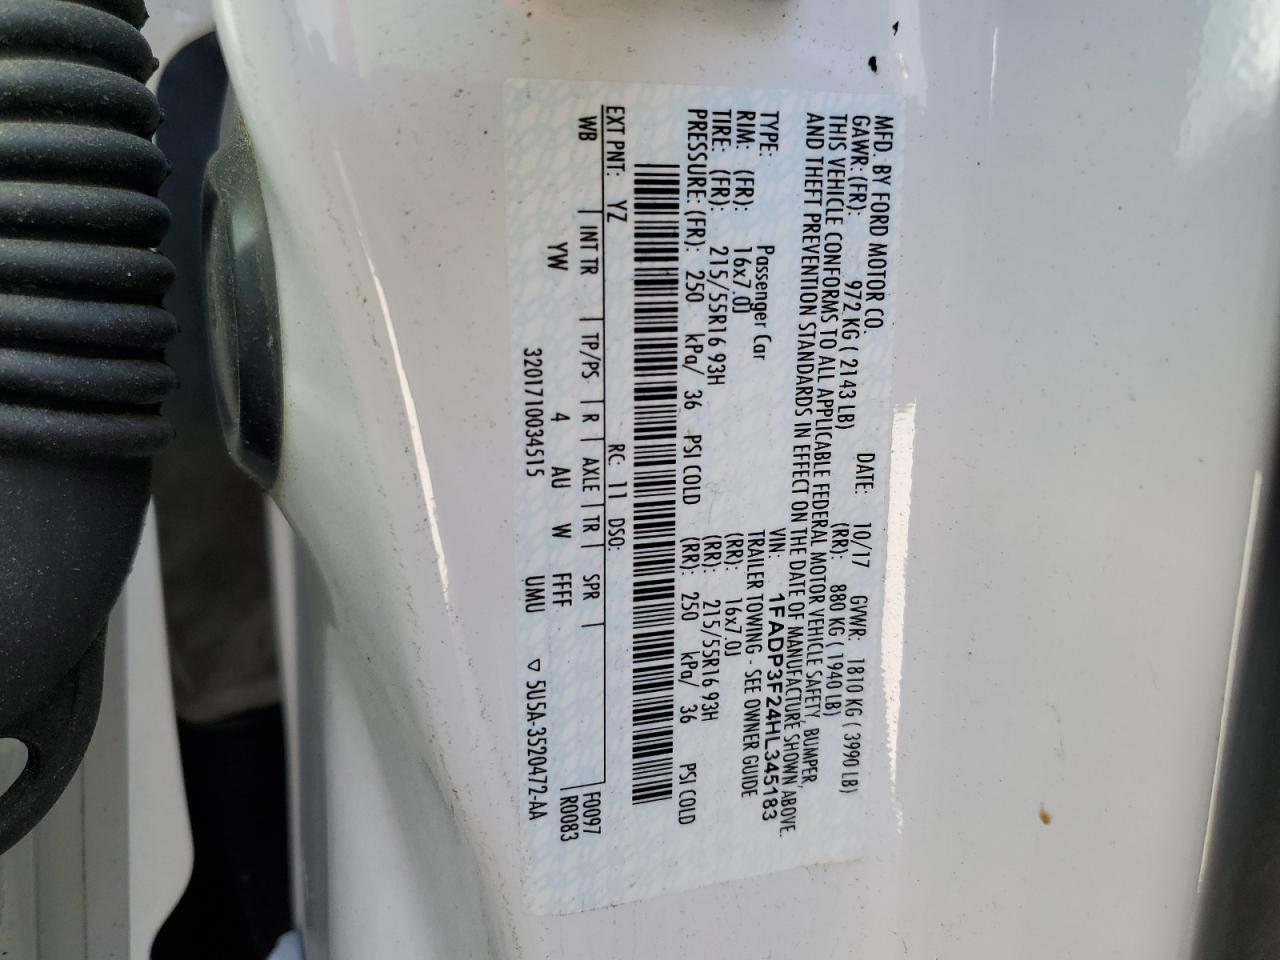 MFD. BY FORD MOTOR CO.
DATE: 10/17 GVWR: 1810 KG ( 3990 LB)
GAWR: (FR): 972 KG ( 2143 LB) (RR): 880 KG ( 1940 LB)
THIS VEHICLE CONFORMS TO ALL APPLICABLE FEDERAL MOTOR VEHICLE SAFETY, BUMPER,
AND THEFT PREVENTION STANDARDS IN EFFECT ON THE DATE OF MANUFACTURE SHOWN ABOVE.
VIN: 1FADP3F24HL345183
TYPE: Passenger Car TRAILER TOWING - SEE OWNER GUIDE
RIM: (FR): 16x7.0J (RR): 16x7.0J
TIRE: (FR): 215/55R16 93H (RR): 215/55R16 93H
PRESSURE: (FR): 250 kPa/ 36 PSI COLD (RR): 250 kPa/ 36 PSI COLD
EXT PNT: YZ RC: 11 DSO: F0097
WB | INT TR | TP/PS | R | AXLE | TR | SPR | R0083
YW 4 AU W FFFF
3201710034515 UMU ▽ 5U5A-3520472-AA